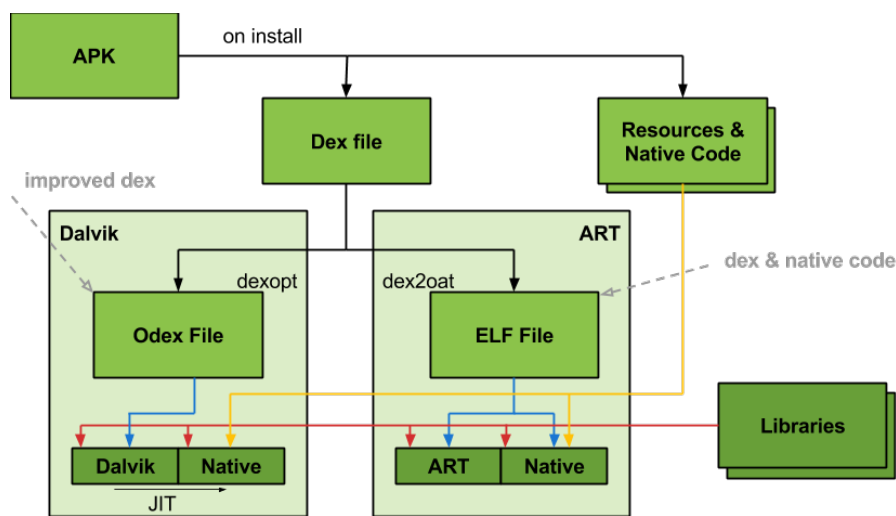 on install
APK
Dex file
Resources &
Native Code
improved dex
Dalvik
ART
dexopt
dex2oat
dex & native code
Odex File
ELF File
Libraries
Dalvik
Native
ART
Native
JIT